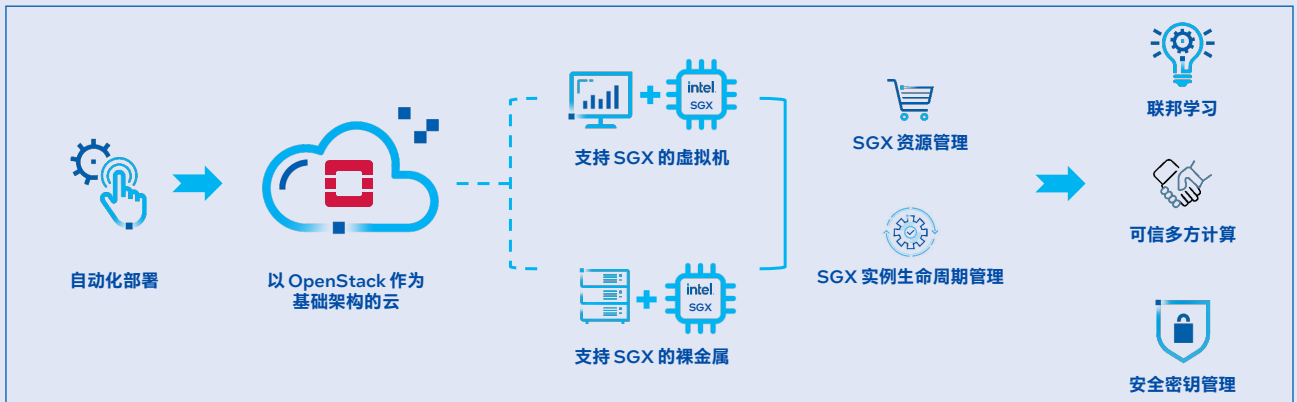 自动化部署
以 OpenStack 作为
基础架构的云
intel
SGX
支持 SGX 的虚拟机
intel
SGX
支持 SGX 的裸金属
SGX 资源管理
SGX 实例生命周期管理
联邦学习
可信多方计算
安全密钥管理